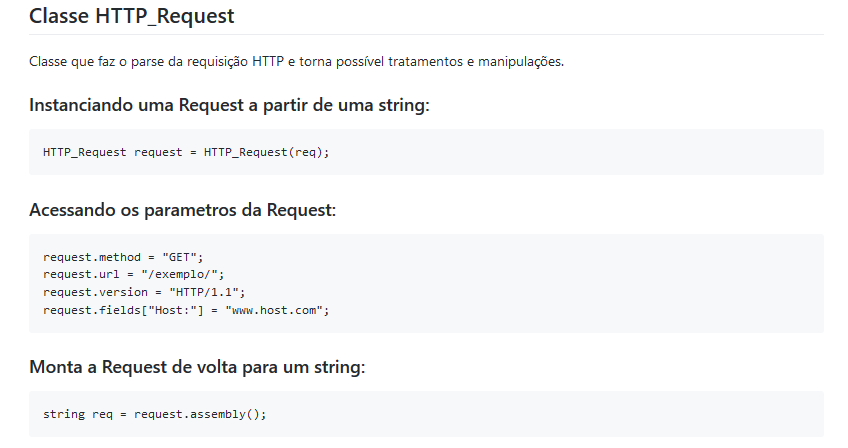 Classe HTTP_Request
Classe que faz o parse da requisição HTTP e torna possível tratamentos e manipulações.
Instanciando uma Request a partir de uma string:
HTTP_Request request = HTTP_Request(req);
Acessando os parametros da Request:
request.method = "GET";
request.url = "/exemplo/";
request.version = "HTTP/1.1";
request.fields["Host:"] = "www.host.com";
Monta a Request de volta para um string:
string req = request.assembly();